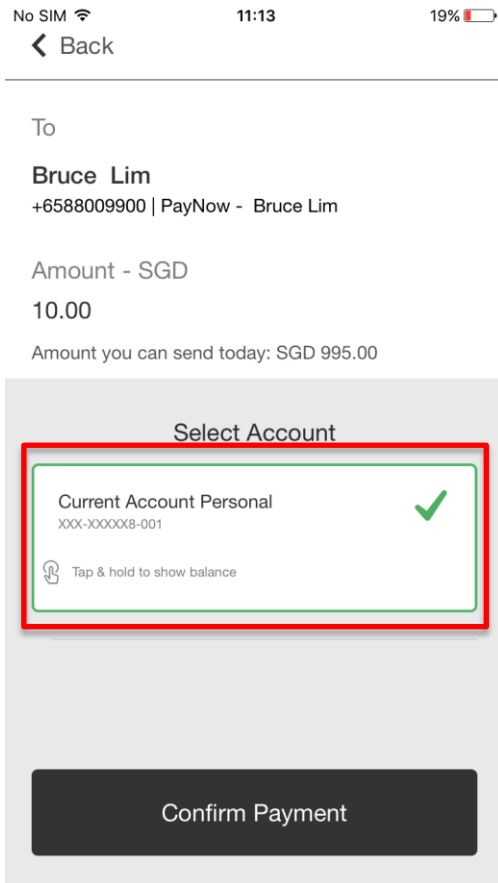 No SIM 11:13 19%
Back
To
Bruce Lim
+6588009900 | PayNow - Bruce Lim
Amount - SGD
10.00
Amount you can send today: SGD 995.00
Select Account
Current Account Personal
XXX-XXXXX8-001
Tap & hold to show balance
Confirm Payment